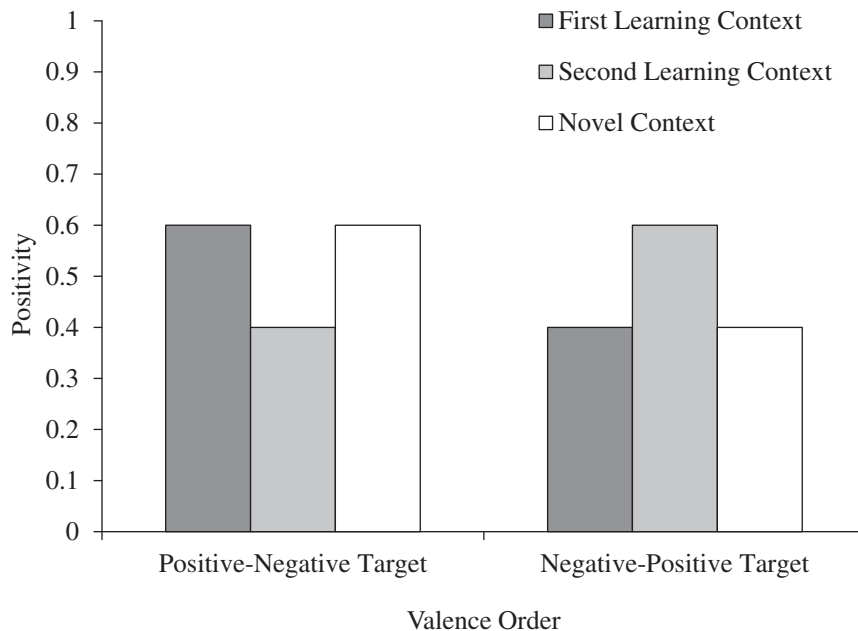 1
0.9
0.8
0.7
0.6
0.5
0.4
0.3
0.2
0.1
0
Positivity
First Learning Context
Second Learning Context
Novel Context
Positive-Negative Target
Negative-Positive Target
Valence Order